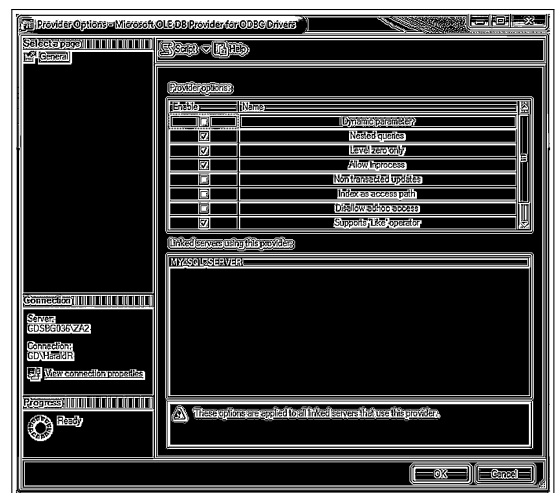 Provider Options - Microsoft OLE DB Provider for ODBC Drivers
Select a page
General
Script
Help
Provider options:
Enable
Name
Dynamic parameter
Nested queries
Level zero only
Allow inprocess
Non transacted updates
Index as access path
Disallow adhoc access
Supports 'Like' operator
Linked servers using this provider:
MYSQLSERVER
Connection
Server:
Connection:
GD\HaraldR
View connection properties
Progress
Ready
These options are applied to all linked servers that use this provider.
OK
Cancel